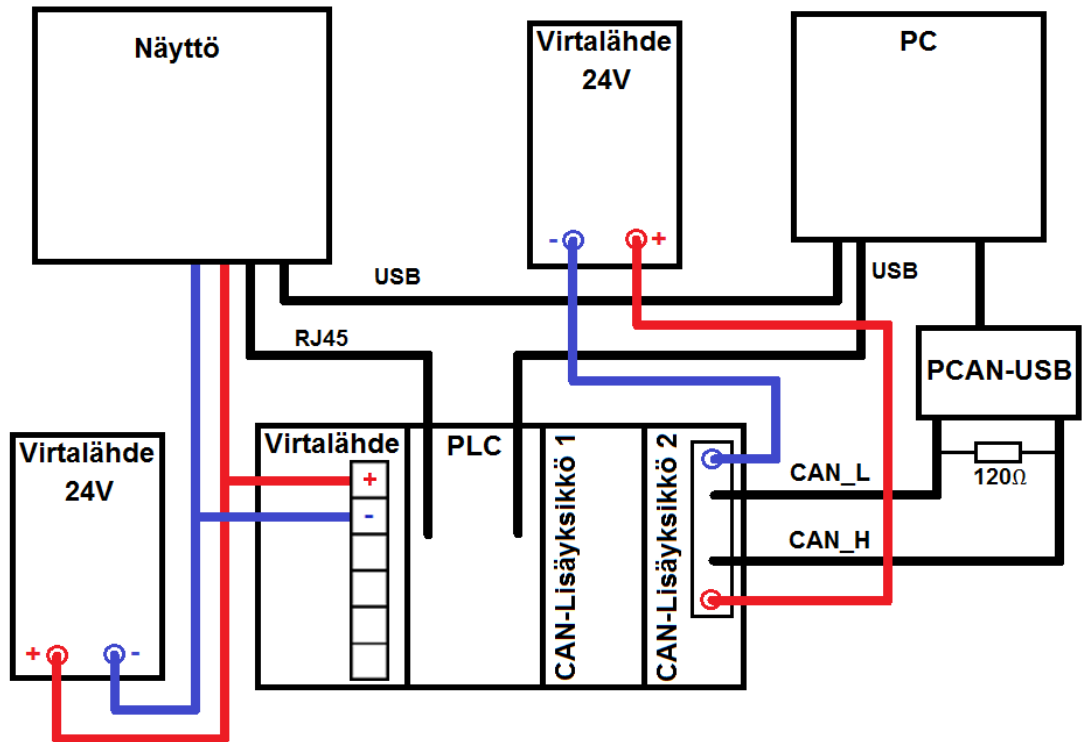 Näyttö
Virtalähde
24V
PC
- +
USB
USB
RJ45
PCAN-USB
120Ω
Virtalähde
24V
+ -
Virtalähde
+
-
PLC
CAN-Lisäyksikkö 1
CAN-Lisäyksikkö 2
CAN_L
CAN_H